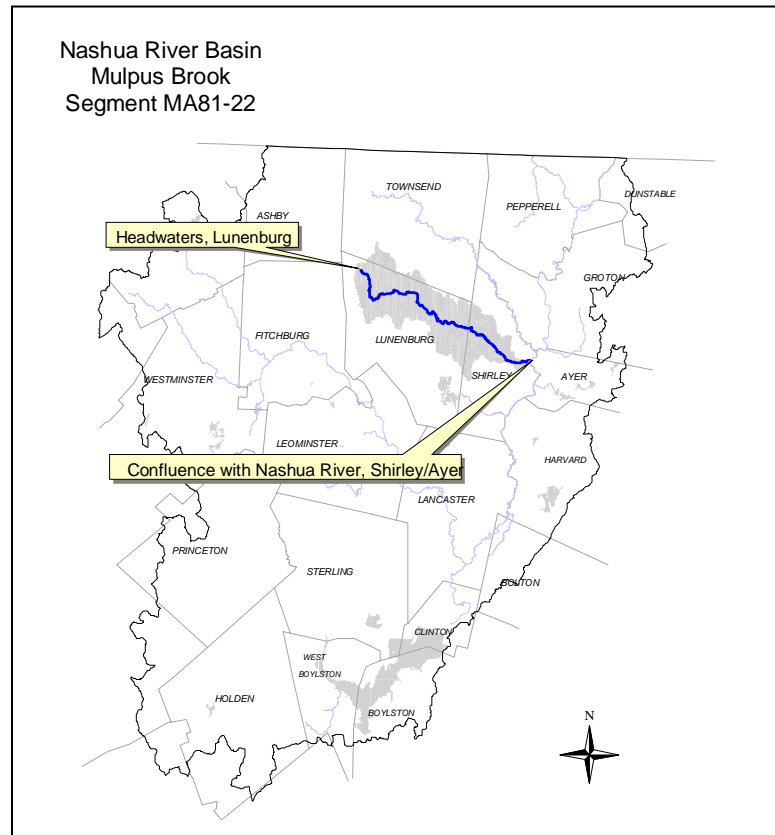 Nashua River Basin
Mulpus Brook
Segment MA81-22
TOWNSEND
DUNSTABLE
PEPPERELL
ASHBY
Headwaters, Lunenburg
GROTON
FITCHBURG
LUNENBURG
WESTMINSTER
SHIRLEY
AYER
LEOMINSTER
HARVARD
Confluence with Nashua River, Shirley/Ayer
LANCASTER
PRINCETON
STERLING
BOLTON
CLINTON
WEST
BOYLSTON
HOLDEN
BOYLSTON
N